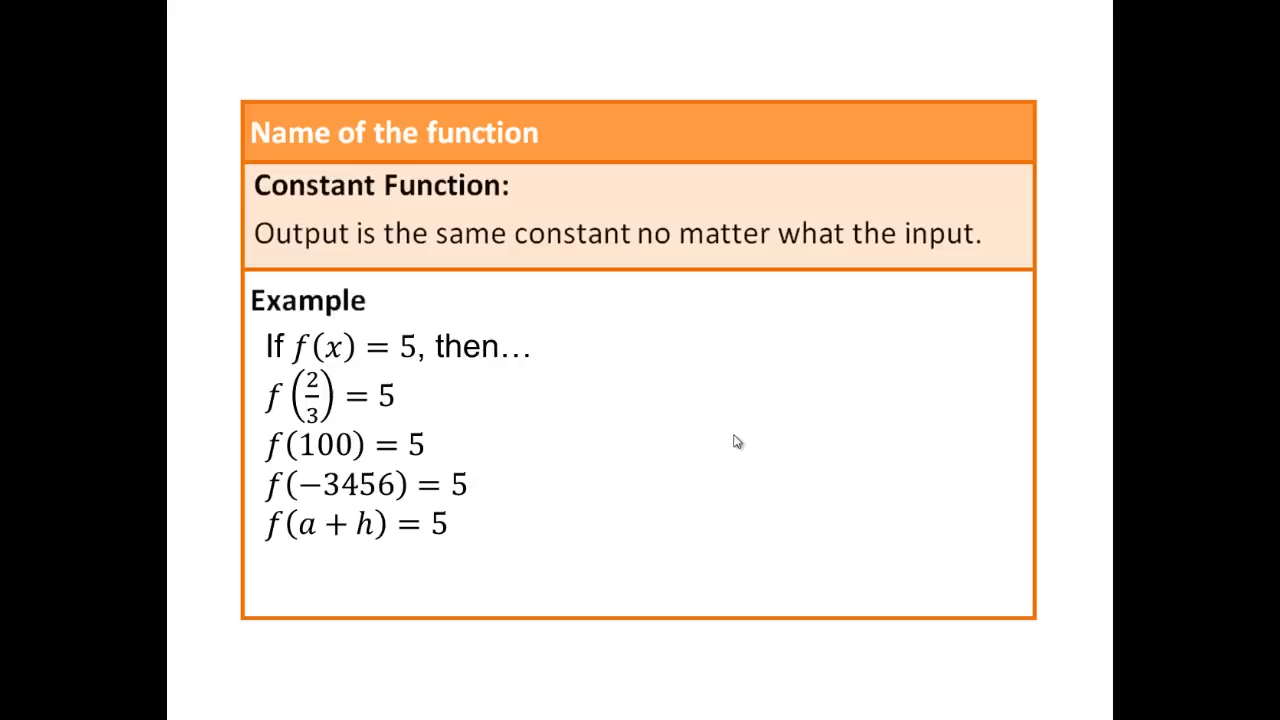 Name of the function
Constant Function:
Output is the same constant no matter what the input.
Example
If f(x) = 5, then…
f(2/3) = 5
f(100) = 5
f(−3456) = 5
f(a + h) = 5